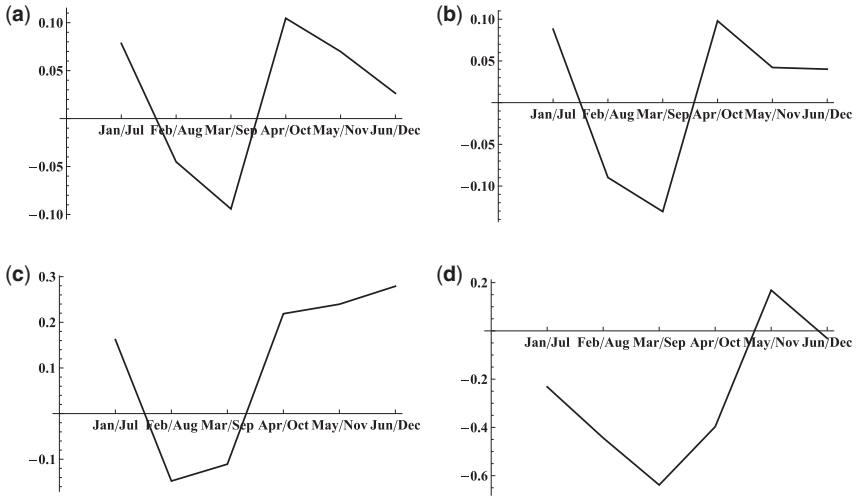 (a)
0.10
0.05
Jan/Jul Feb/Aug Mar/Sep Apr/Oct May/Nov Jun/Dec
−0.05
−0.10
(b)
0.10
0.05
Jan/Jul Feb/Aug Mar/Sep Apr/Oct May/Nov Jun/Dec
−0.05
−0.10
(c)
0.3
0.2
0.1
Jan/Jul Feb/Aug Mar/Sep Apr/Oct May/Nov Jun/Dec
−0.1
(d)
0.2
Jan/Jul Feb/Aug Mar/Sep Apr/Oct May/Nov Jun/Dec
−0.2
−0.4
−0.6